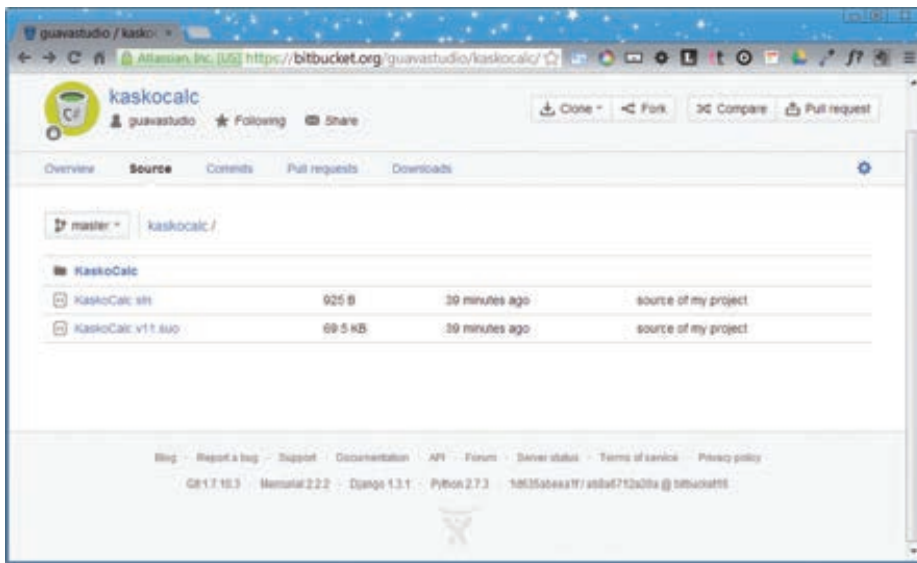 guavastudio / kaskoc
Atlassian, Inc. [US] https://bitbucket.org/guavastudio/kaskocalc/
kaskocalc
C#
guavastudio Following Share
Clone Fork Compare Pull request
Overview Source Commits Pull requests Downloads
master kaskocalc /
KaskoCalc
KaskoCalc.sln 925 B 39 minutes ago source of my project
KaskoCalc.v11.suo 69.5 KB 39 minutes ago source of my project
Blog Report a bug Support Documentation API Forum Server status Terms of service Privacy policy
Git 1.7.10.3 Mercurial 2.2.2 Django 1.3.1 Python 2.7.3